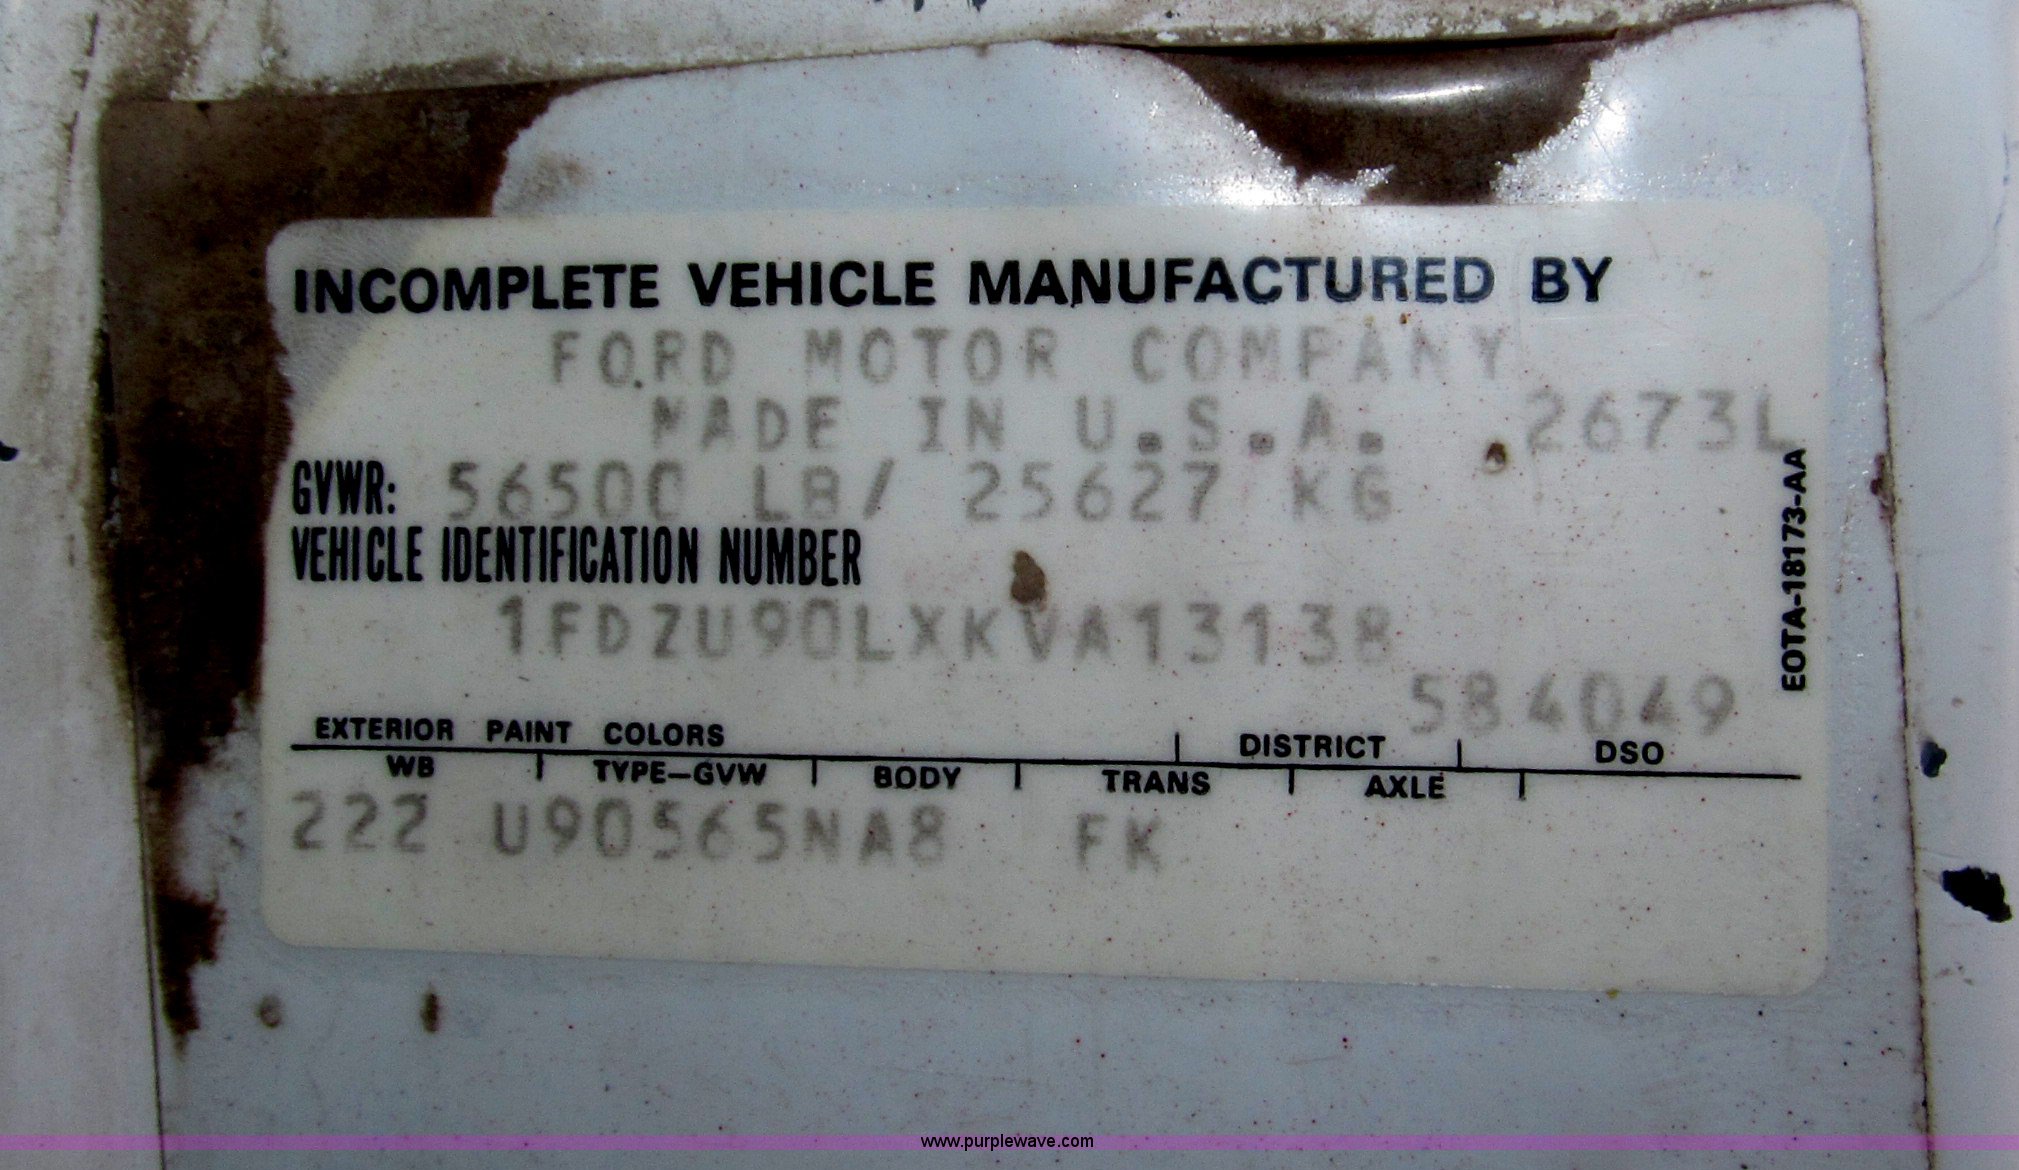 INCOMPLETE VEHICLE MANUFACTURED BY
FORD MOTOR COMPANY
MADE IN U.S.A. 2673L
GVWR: 56500 LB/ 25627 KG
VEHICLE IDENTIFICATION NUMBER
1FDZU90LXKVA13138
584049
EXTERIOR PAINT COLORS DISTRICT DSO
WB TYPE-GVW BODY TRANS AXLE
222 U90565NA8 FK
EOTA-18173-AA
www.purplewave.com